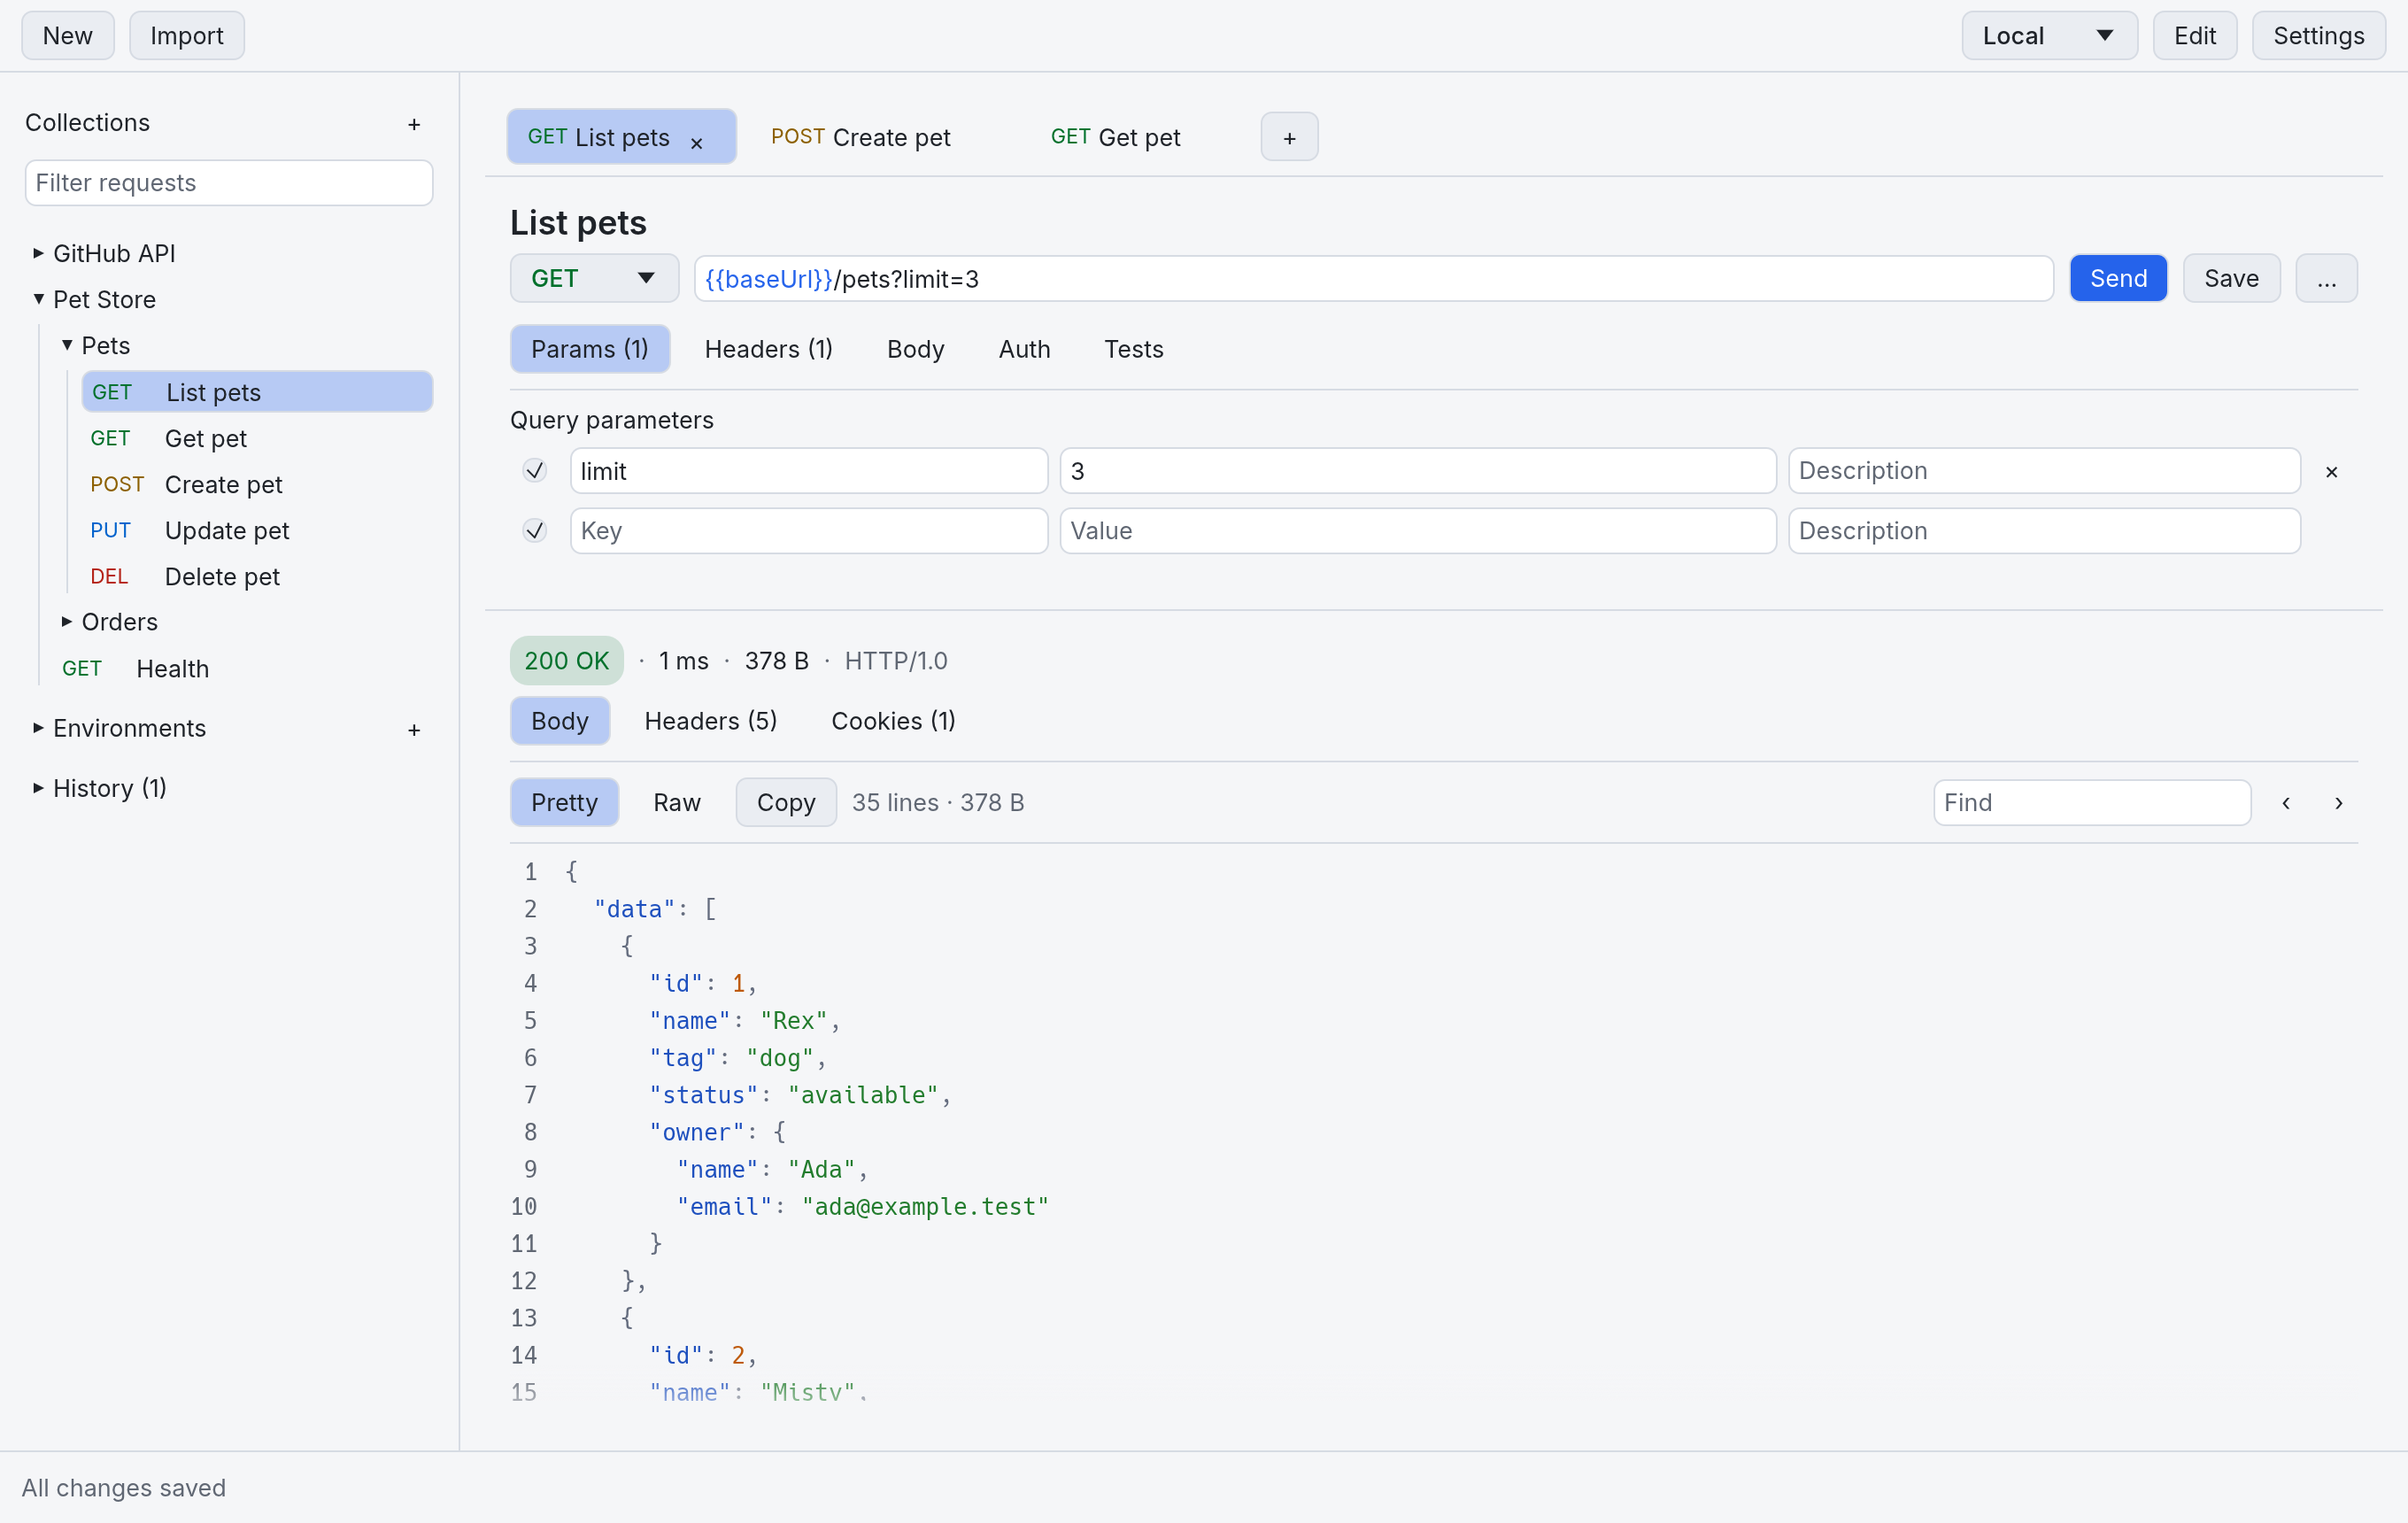 New Import Local Edit Settings
Collections +
Filter requests
GitHub API
Pet Store
Pets
GET List pets
GET Get pet
POST Create pet
PUT Update pet
DEL Delete pet
Orders
GET Health
Environments +
History (1)
GET List pets × POST Create pet GET Get pet +
List pets
GET {{baseUrl}}/pets?limit=3 Send Save ...
Params (1) Headers (1) Body Auth Tests
Query parameters
limit 3 Description ×
Key Value Description
200 OK · 1 ms · 378 B · HTTP/1.0
Body Headers (5) Cookies (1)
Pretty Raw Copy 35 lines · 378 B Find ‹ ›
1 {
2 "data": [
3 {
4 "id": 1,
5 "name": "Rex",
6 "tag": "dog",
7 "status": "available",
8 "owner": {
9 "name": "Ada",
10 "email": "ada@example.test"
11 }
12 },
13 {
14 "id": 2,
15 "name": "Misty",
All changes saved